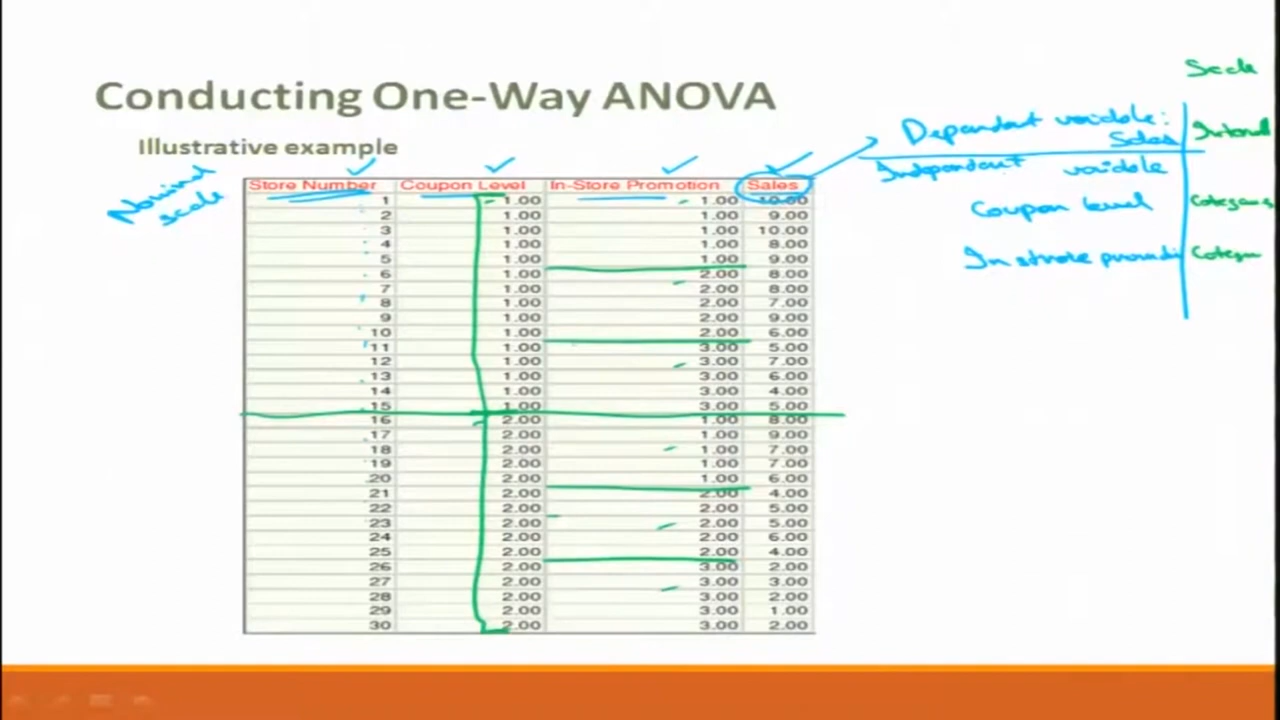 Scale
Conducting One-Way ANOVA
Dependent variable:
Sales
Interval
Illustrative example
Independent variable
Nominal
scale
Store Number Coupon Level In-Store Promotion Sales
Coupon level
In store
1 1.00 1.00 10.00
2 1.00 1.00 9.00
3 1.00 1.00 10.00
4 1.00 1.00 8.00
5 1.00 1.00 9.00
6 1.00 2.00 8.00
7 1.00 2.00 8.00
8 1.00 2.00 7.00
9 1.00 2.00 9.00
10 1.00 2.00 6.00
11 1.00 3.00 5.00
12 1.00 3.00 7.00
13 1.00 3.00 6.00
14 1.00 3.00 4.00
15 1.00 3.00 5.00
16 2.00 1.00 8.00
17 2.00 1.00 9.00
18 2.00 1.00 7.00
19 2.00 1.00 7.00
20 2.00 1.00 6.00
21 2.00 2.00 4.00
22 2.00 2.00 5.00
23 2.00 2.00 5.00
24 2.00 2.00 6.00
25 2.00 2.00 4.00
26 2.00 3.00 2.00
27 2.00 3.00 3.00
28 2.00 3.00 2.00
29 2.00 3.00 1.00
30 2.00 3.00 2.00